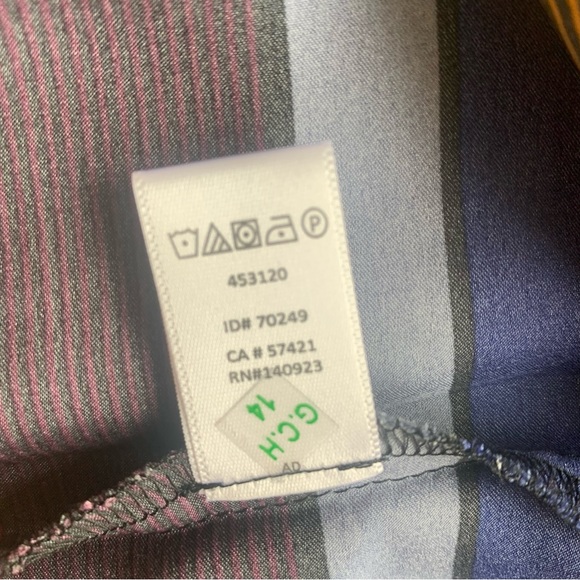 P
453120
ID# 70249
CA # 57421
RN#140923
G.C.H
14
AD